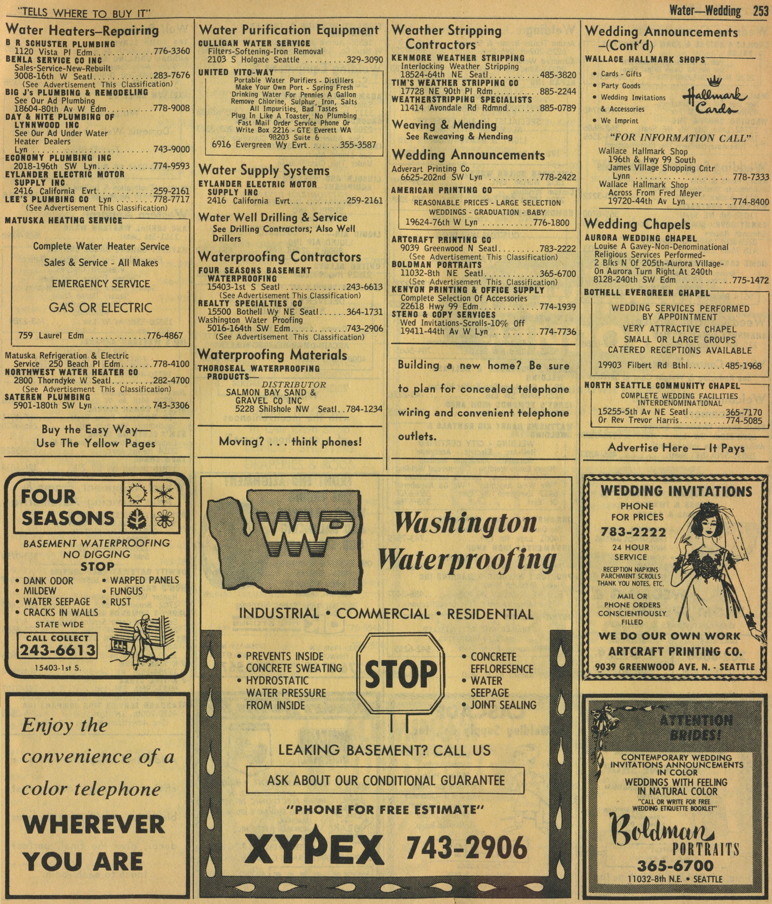 "TELLS WHERE TO BUY IT"
Water—Wedding 253
Water Heaters–Repairing
B R SCHUSTER PLUMBING
1120 Vista Pl Edm.......776-3360
BENLA SERVICE CO INC
Sales-Service-New-Rebuilt
3008-16th W Seatl.......283-7676
(See Advertisement This Classification)
BIG J'S PLUMBING & REMODELING
See Our Ad Plumbing
18604-80th Av W Edm.......778-9008
DAY & NITE PLUMBING OF
LYNNWOOD INC
See Our Ad Under Water
Heater Dealers
Lyn.......743-9000
ECONOMY PLUMBING INC
2018-196th SW Lyn.......774-9593
EYLANDER ELECTRIC MOTOR
SUPPLY INC
2416 California Evrt.......259-2161
LEE'S PLUMBING CO Lyn.......778-7717
(See Advertisement This Classification)
MATUSKA HEATING SERVICE
Complete Water Heater Service
Sales & Service - All Makes
EMERGENCY SERVICE
GAS OR ELECTRIC
759 Laurel Edm.......776-4867
Matuska Refrigeration & Electric
Service 250 Beach Pl Edm.......778-4100
NORTHWEST WATER HEATER CO
2800 Thorndyke W Seatl.......282-4700
(See Advertisement This Classification)
SATEREN PLUMBING
5901-180th SW Lyn.......743-3306
Buy the Easy Way—
Use The Yellow Pages
Water Purification Equipment
CULLIGAN WATER SERVICE
Filters-Softening-Iron Removal
2103 S Holgate Seattle.......329-3090
UNITED VITO-WAY
Portable Water Purifiers - Distillers
Make Your Own Port - Spring Fresh
Drinking Water For Pennies A Gallon
Remove Chlorine, Sulphur, Iron, Salts
All Impurities, Bad Tastes
Plug In Like A Toaster, No Plumbing
Fast Mail Order Service Phone Or
Write Box 2216 - GTE Everett WA
98203 Suite 6
6916 Evergreen Wy Evrt.......355-3587
Water Supply Systems
EYLANDER ELECTRIC MOTOR
SUPPLY INC
2416 California Evrt.......259-2161
Water Well Drilling & Service
See Drilling Contractors; Also Well
Drillers
Waterproofing Contractors
FOUR SEASONS BASEMENT
WATERPROOFING
15403-1st S Seatl.......243-6613
(See Advertisement This Classification)
REALTY SPECIALTIES CO
15500 Bothell Wy NE Seatl.......364-1731
Washington Water Proofing
5016-164th SW Edm.......743-2906
(See Advertisement This Classification)
Waterproofing Materials
THOROSEAL WATERPROOFING
PRODUCTS—
DISTRIBUTOR
SALMON BAY SAND &
GRAVEL CO INC
5228 Shilshole NW Seatl..784-1234
Moving? . . . think phones!
Weather Stripping
Contractors
KENMORE WEATHER STRIPPING
Interlocking Weather Stripping
18524-64th NE Seatl.......485-3820
TIM'S WEATHER STRIPPING CO
17728 NE 90th Pl Rdm.......885-2244
WEATHERSTRIPPING SPECIALISTS
11414 Avondale Rd Rdmnd.......885-0789
Weaving & Mending
See Reweaving & Mending
Wedding Announcements
Adverart Printing Co
6625-202nd SW Lyn.......778-2422
AMERICAN PRINTING CO
REASONABLE PRICES - LARGE SELECTION
WEDDINGS - GRADUATION - BABY
19624-76th W Lyn.......776-1800
ARTCRAFT PRINTING CO
9039 Greenwood N Seatl.......783-2222
(See Advertisement This Classification)
BOLDMAN PORTRAITS
11032-8th NE Seatl.......365-6700
(See Advertisement This Classification)
KENYON PRINTING & OFFICE SUPPLY
Complete Selection Of Accessories
22618 Hwy 99 Edm.......774-1939
STENO & COPY SERVICES
Wed Invitations-Scrolls-10% Off
19411-44th Av W Lyn.......774-7736
Building a new home? Be sure
to plan for concealed telephone
wiring and convenient telephone
outlets.
Wedding Announcements
—(Cont'd)
WALLACE HALLMARK SHOPS
• Cards - Gifts
• Party Goods
• Wedding Invitations
& Accessories
• We Imprint
Hallmark
Cards
"FOR INFORMATION CALL"
Wallace Hallmark Shop
196th & Hwy 99 South
James Village Shopping Cntr
Lynn.......778-7333
Wallace Hallmark Shop
Across From Fred Meyer
19720-44th Av Lyn.......774-8400
Wedding Chapels
AURORA WEDDING CHAPEL
Louise A Gavey-Non-Denominational
Religious Services Performed-
2 Blks N Of 205th-Aurora Village-
On Aurora Turn Right At 240th
8128-240th SW Edm.......775-1472
BOTHELL EVERGREEN CHAPEL
WEDDING SERVICES PERFORMED
BY APPOINTMENT
VERY ATTRACTIVE CHAPEL
SMALL OR LARGE GROUPS
CATERED RECEPTIONS AVAILABLE
19903 Filbert Rd Bthl.......485-1968
NORTH SEATTLE COMMUNITY CHAPEL
COMPLETE WEDDING FACILITIES
INTERDENOMINATIONAL
15255-5th Av NE Seatl.......365-7170
Or Rev Trevor Harris.......774-5085
Advertise Here — It Pays
FOUR
SEASONS
BASEMENT WATERPROOFING
NO DIGGING
STOP
• DANK ODOR
• MILDEW
• WATER SEEPAGE
• CRACKS IN WALLS
• WARPED PANELS
• FUNGUS
• RUST
STATE WIDE
CALL COLLECT
243-6613
15403-1st S.
Enjoy the
convenience of a
color telephone
WHEREVER
YOU ARE
WWP
Washington
Waterproofing
INDUSTRIAL • COMMERCIAL • RESIDENTIAL
• PREVENTS INSIDE
CONCRETE SWEATING
• HYDROSTATIC
WATER PRESSURE
FROM INSIDE
STOP
• CONCRETE
EFFLORESENCE
• WATER
SEEPAGE
• JOINT SEALING
LEAKING BASEMENT? CALL US
ASK ABOUT OUR CONDITIONAL GUARANTEE
"PHONE FOR FREE ESTIMATE"
XYPEX 743-2906
WEDDING INVITATIONS
PHONE
FOR PRICES
783-2222
24 HOUR
SERVICE
RECEPTION NAPKINS
PARCHMENT SCROLLS
THANK YOU NOTES, ETC.
MAIL OR
PHONE ORDERS
CONSCIENTIOUSLY
FILLED
WE DO OUR OWN WORK
ARTCRAFT PRINTING CO.
9039 GREENWOOD AVE. N. - SEATTLE
ATTENTION
BRIDES!
CONTEMPORARY WEDDING
INVITATIONS ANNOUNCEMENTS
IN COLOR
WEDDINGS WITH FEELING
IN NATURAL COLOR
"CALL OR WRITE FOR FREE
WEDDING ETIQUETTE BOOKLET"
Boldman
PORTRAITS
365-6700
11032-8th N.E. • SEATTLE